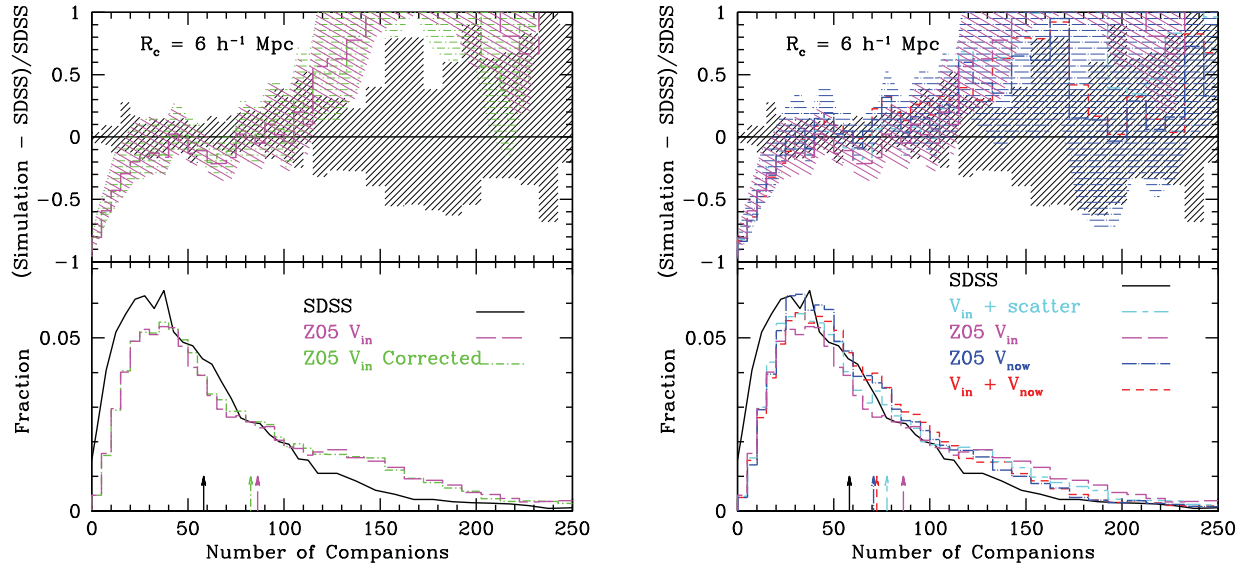 (Simulation - SDSS)/SDSS
1
0.5
0
-0.5
-1
R_c = 6 h⁻¹ Mpc
Fraction
0.05
0
SDSS
Z05 V_in
Z05 V_in Corrected
0 50 100 150 200 250
Number of Companions
(Simulation - SDSS)/SDSS
1
0.5
0
-0.5
-1
R_c = 6 h⁻¹ Mpc
Fraction
0.05
0
SDSS
V_in + scatter
Z05 V_in
Z05 V_now
V_in + V_now
0 50 100 150 200 250
Number of Companions